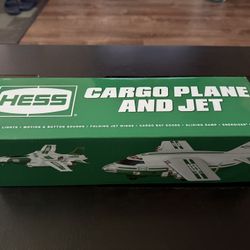 HESS
CARGO PLANE
AND JET
LIGHTS • MOTION & BUTTON SOUNDS • FOLDING JET WINGS • CARGO BAY DOORS • SLIDING RAMP • ENERGIZER